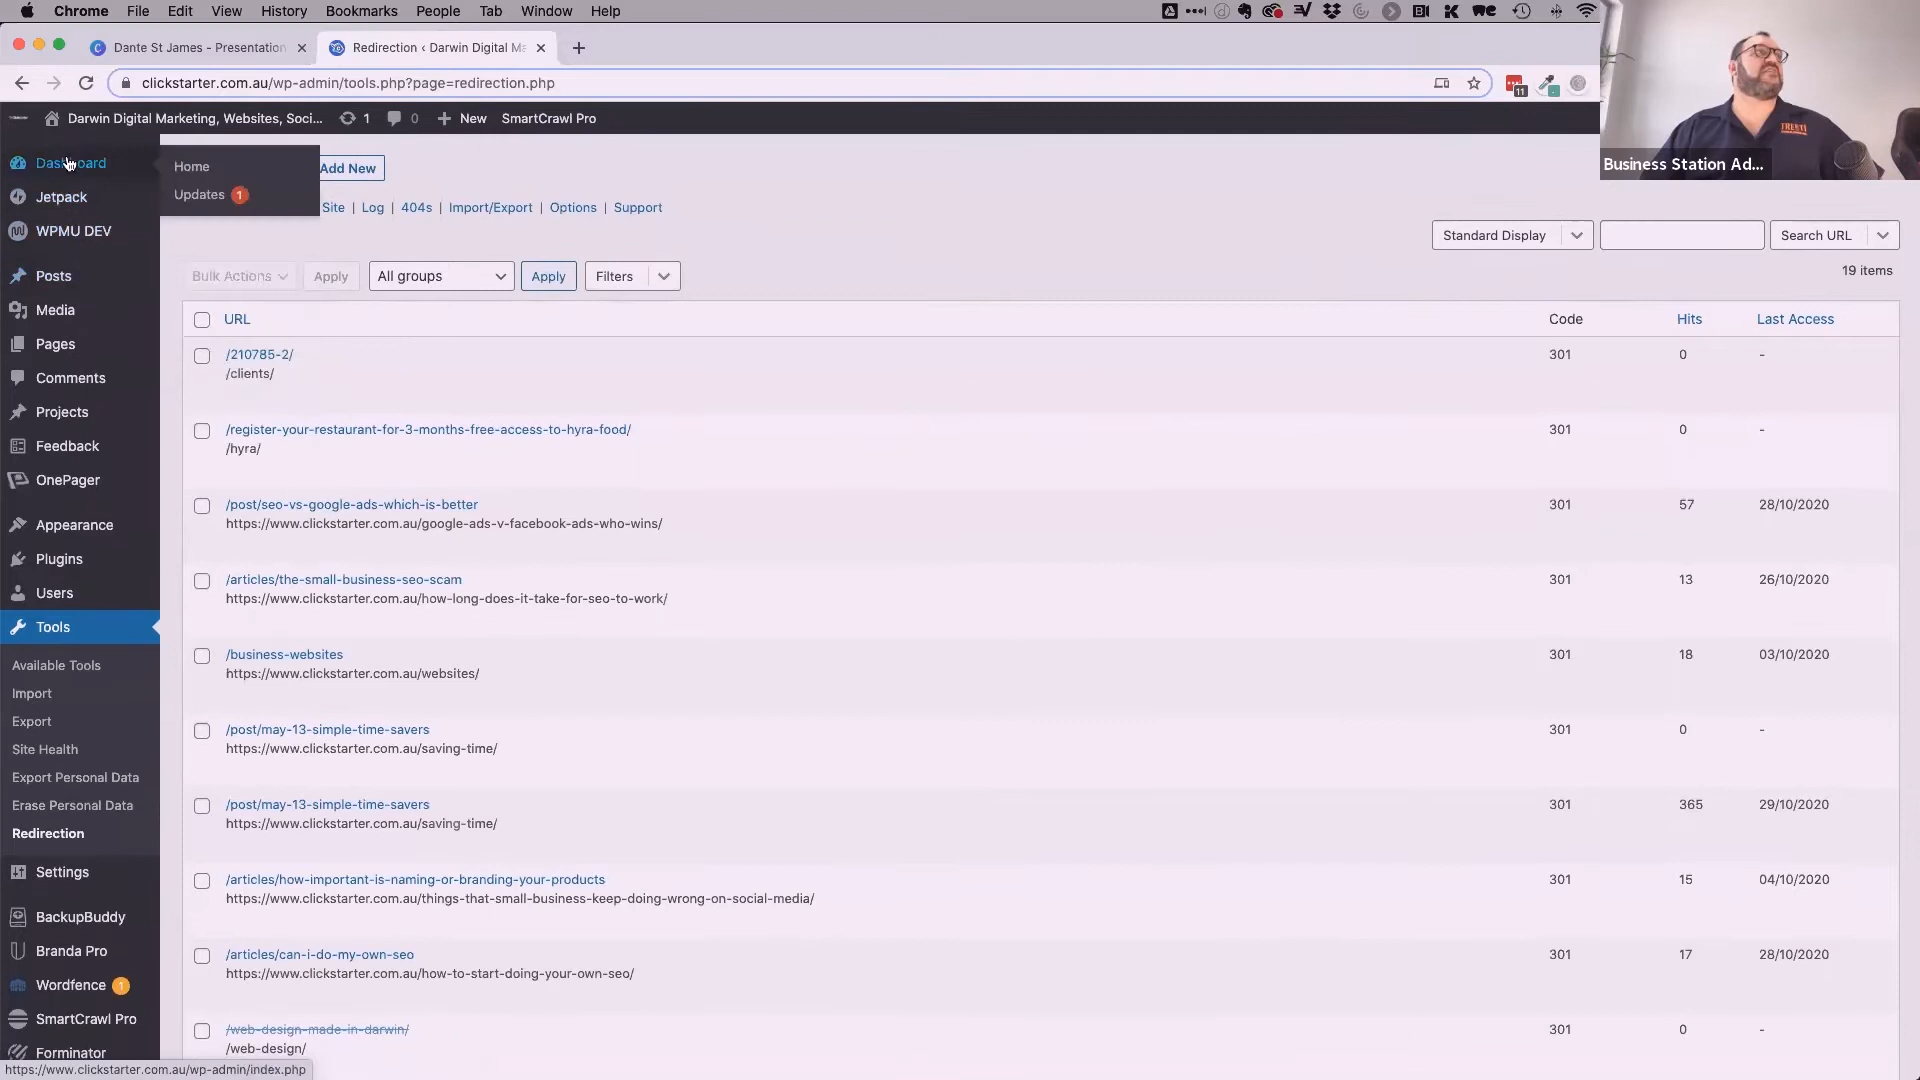 Chrome File Edit View History Bookmarks People Tab Window Help
Dante St James - Presentation
Redirection ‹ Darwin Digital Ma
clickstarter.com.au/wp-admin/tools.php?page=redirection.php
11
Darwin Digital Marketing, Websites, Soci... 1 0 New SmartCrawl Pro
TREETI
Business Station Ad...
Dashboard
Jetpack
WPMU DEV
Posts
Media
Pages
Comments
Projects
Feedback
OnePager
Appearance
Plugins
Users
Tools
Available Tools
Import
Export
Site Health
Export Personal Data
Erase Personal Data
Redirection
Settings
BackupBuddy
Branda Pro
Wordfence 1
SmartCrawl Pro
Forminator
Home
Updates 1
Add New
Site | Log | 404s | Import/Export | Options | Support
Standard Display Search URL
Bulk Actions Apply All groups Apply Filters
19 items
URL Code Hits Last Access
/210785-2/ 301 0 -
/clients/
/register-your-restaurant-for-3-months-free-access-to-hyra-food/ 301 0 -
/hyra/
/post/seo-vs-google-ads-which-is-better 301 57 28/10/2020
https://www.clickstarter.com.au/google-ads-v-facebook-ads-who-wins/
/articles/the-small-business-seo-scam 301 13 26/10/2020
https://www.clickstarter.com.au/how-long-does-it-take-for-seo-to-work/
/business-websites 301 18 03/10/2020
https://www.clickstarter.com.au/websites/
/post/may-13-simple-time-savers 301 0 -
https://www.clickstarter.com.au/saving-time/
/post/may-13-simple-time-savers 301 365 29/10/2020
https://www.clickstarter.com.au/saving-time/
/articles/how-important-is-naming-or-branding-your-products 301 15 04/10/2020
https://www.clickstarter.com.au/things-that-small-business-keep-doing-wrong-on-social-media/
/articles/can-i-do-my-own-seo 301 17 28/10/2020
https://www.clickstarter.com.au/how-to-start-doing-your-own-seo/
/web-design-made-in-darwin/ 301 0 -
/web-design/
https://www.clickstarter.com.au/wp-admin/index.php